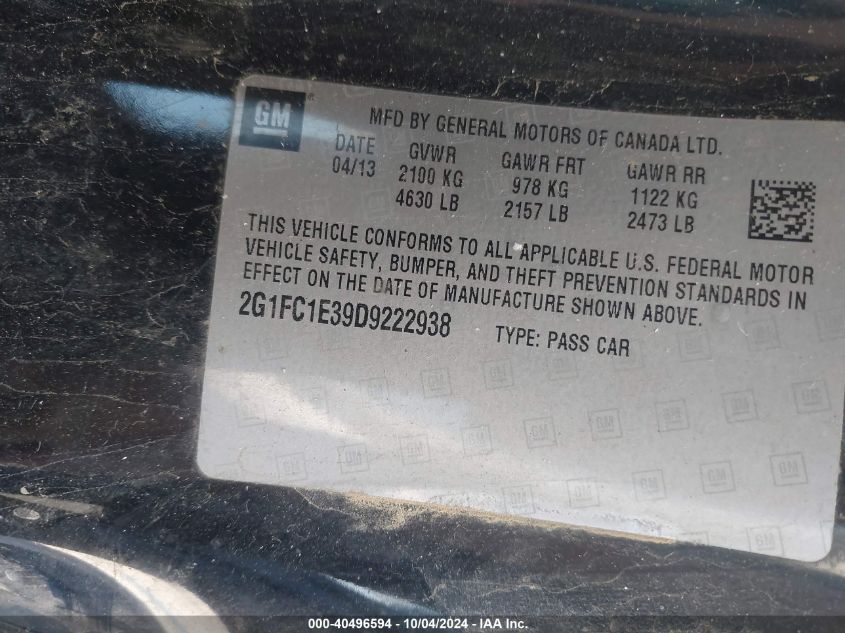 GM
MFD BY GENERAL MOTORS OF CANADA LTD.
DATE GVWR GAWR FRT GAWR RR
04/13 2100 KG 978 KG 1122 KG
4630 LB 2157 LB 2473 LB
THIS VEHICLE CONFORMS TO ALL APPLICABLE U.S. FEDERAL MOTOR
VEHICLE SAFETY, BUMPER, AND THEFT PREVENTION STANDARDS IN
EFFECT ON THE DATE OF MANUFACTURE SHOWN ABOVE.
2G1FC1E39D9222938 TYPE: PASS CAR
000-40496594 - 10/04/2024 - IAA Inc.